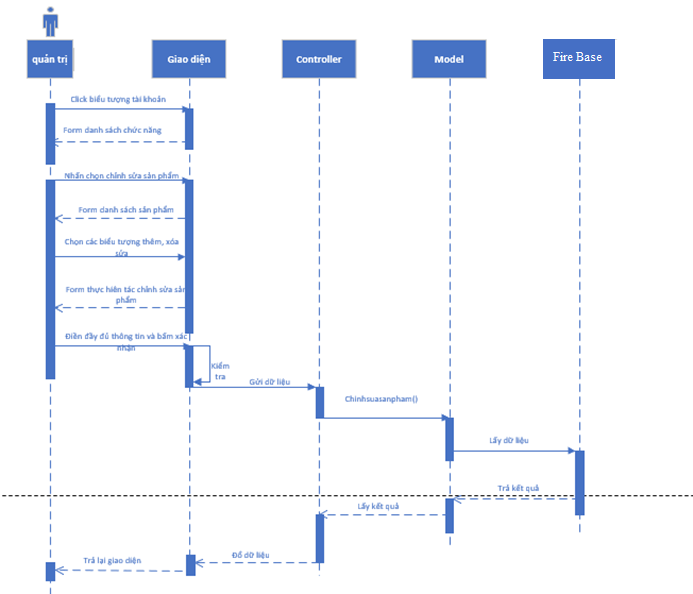 quản trị
Giao diện
Controller
Model
Fire Base
Click biểu tượng tài khoản
Form danh sách chức năng
Nhấn chọn chỉnh sửa sản phẩm
Form danh sách sản phẩm
Chọn các biểu tượng thêm, xóa
sửa
Form thực hiên tác chỉnh sửa sản
phẩm
Điền đầy đủ thông tin và bấm xác
nhận
Kiểm
tra
Gửi dữ liệu
Chinhsuasanpham()
Lấy dữ liệu
Trả kết quả
Lấy kết quả
Đổ dữ liệu
Trả lại giao diện